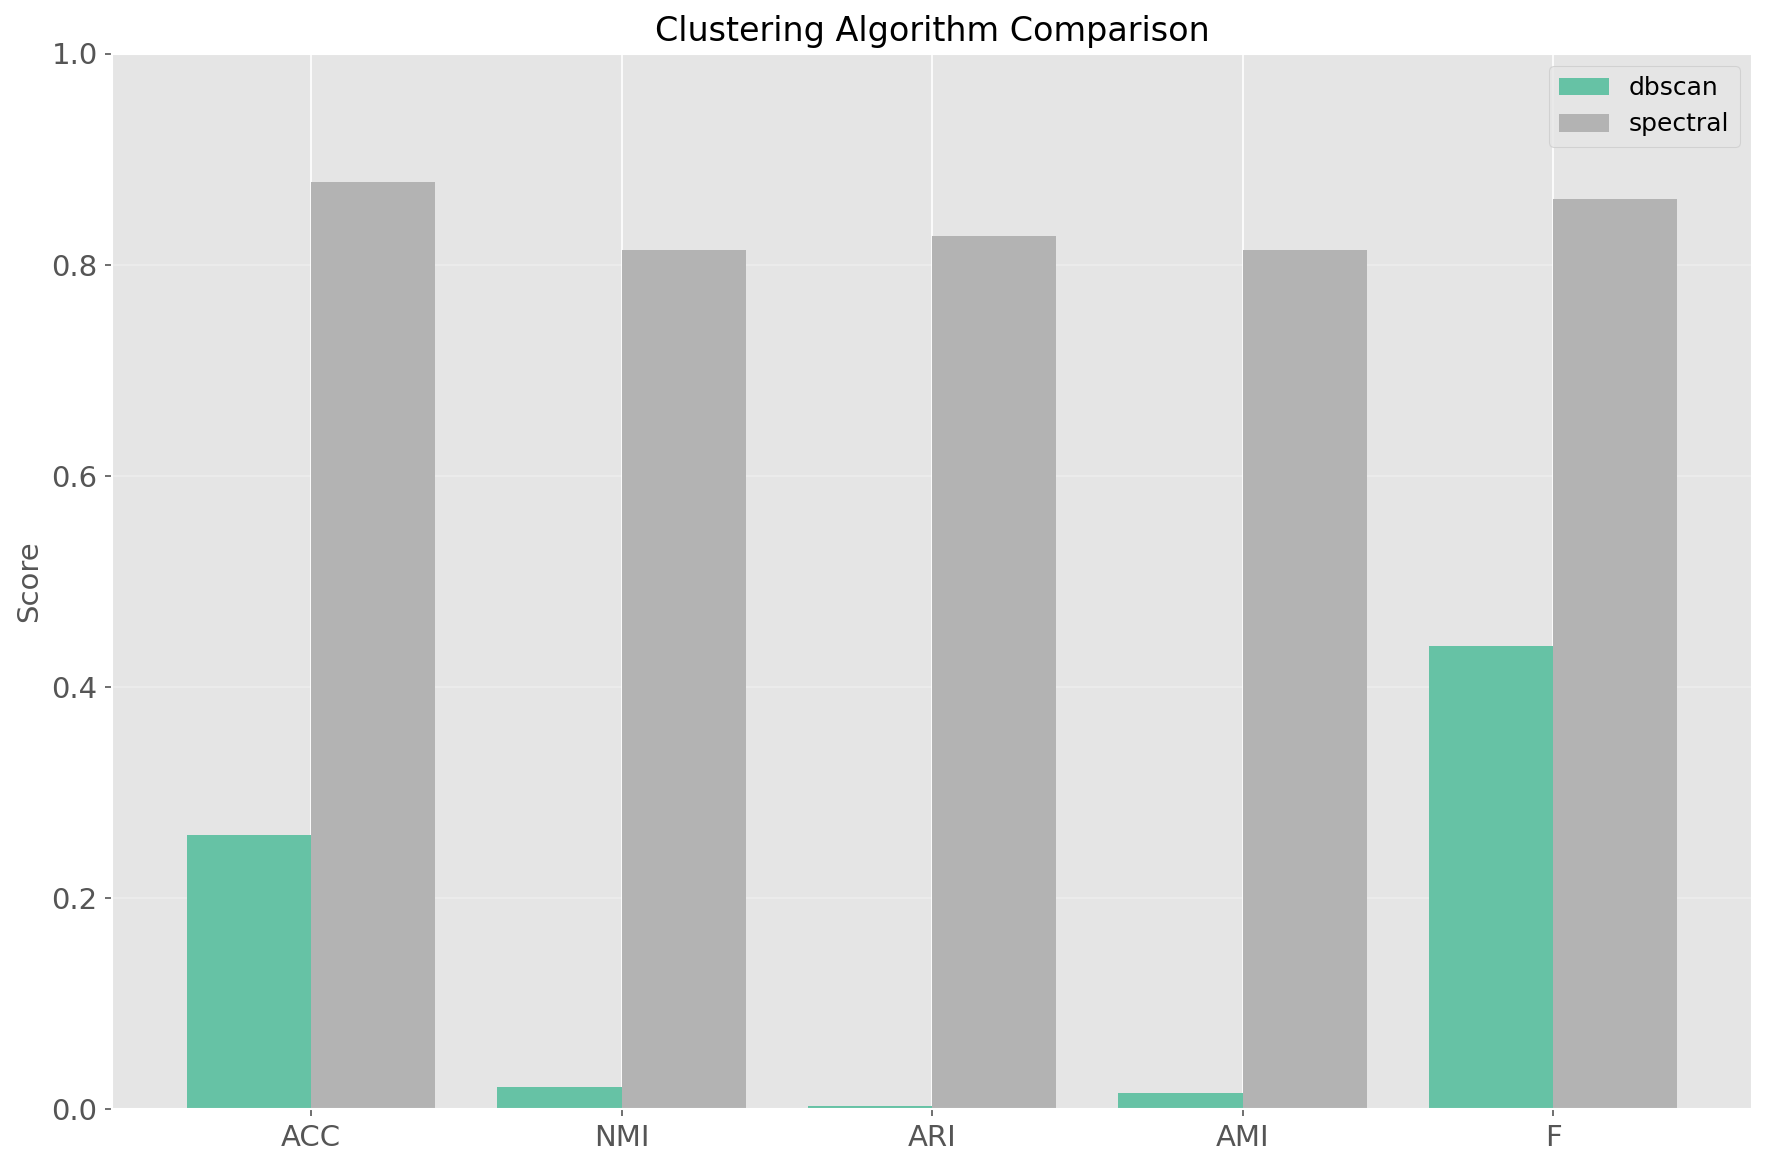 Clustering Algorithm Comparison
dbscan
spectral
Score
1.0
0.8
0.6
0.4
0.2
0.0
ACC NMI ARI AMI F